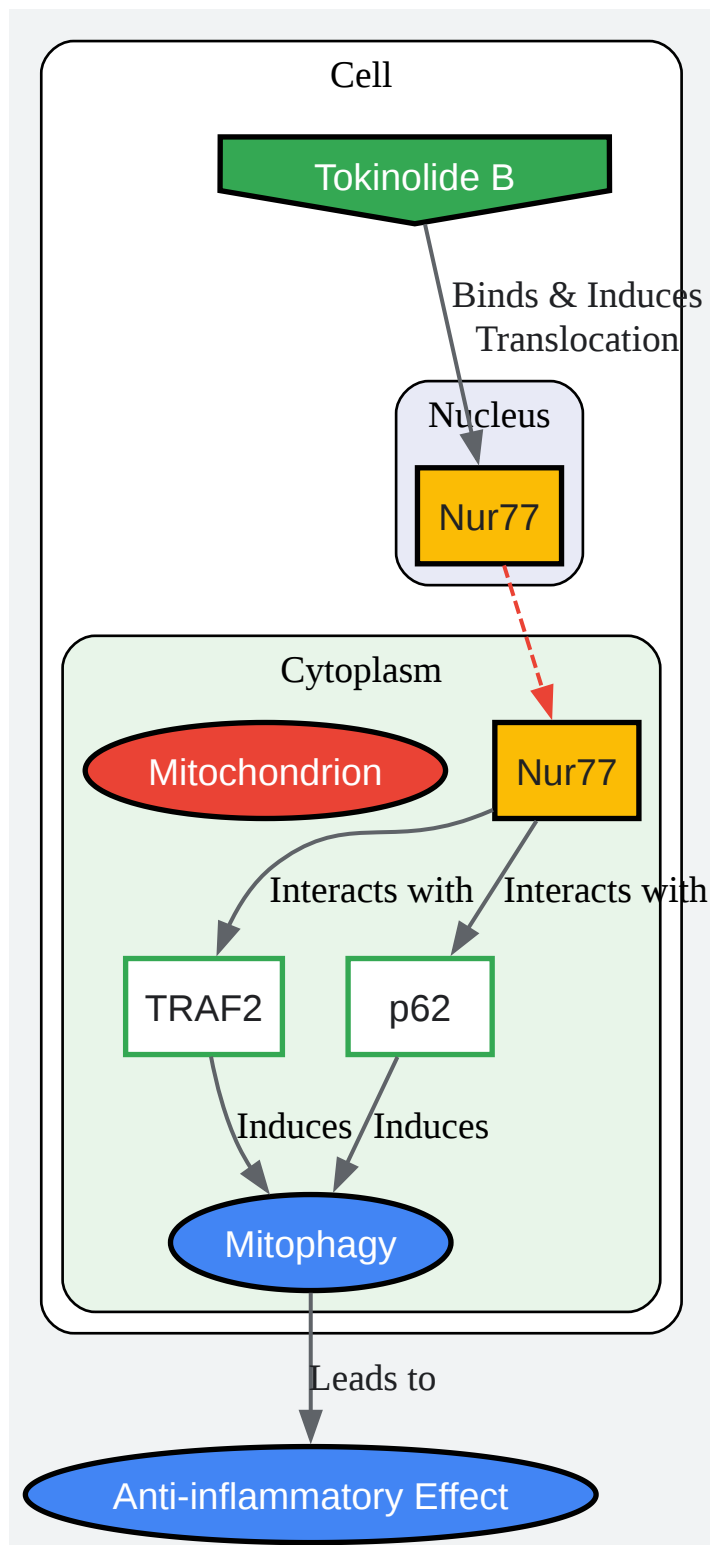 Cell
Tokinolide B
Binds & Induces
Translocation
Nucleus
Nur77
Cytoplasm
Mitochondrion
Nur77
Interacts with
Interacts with
TRAF2
p62
Induces
Induces
Mitophagy
Leads to
Anti-inflammatory Effect